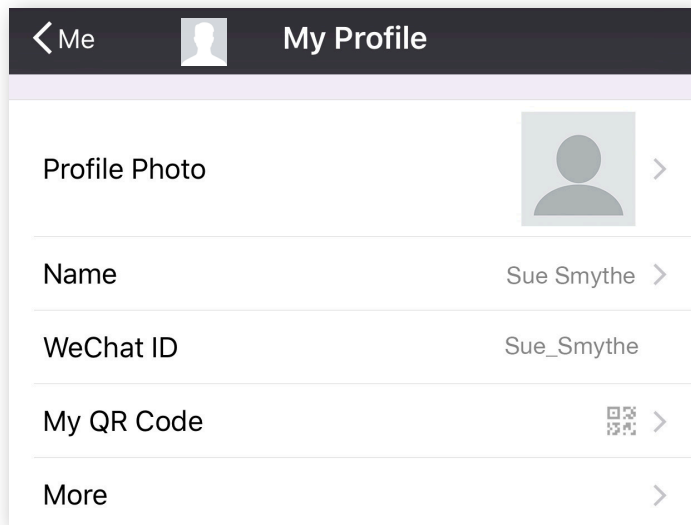 Me My Profile
Profile Photo
Name Sue Smythe
WeChat ID Sue_Smythe
My QR Code
More